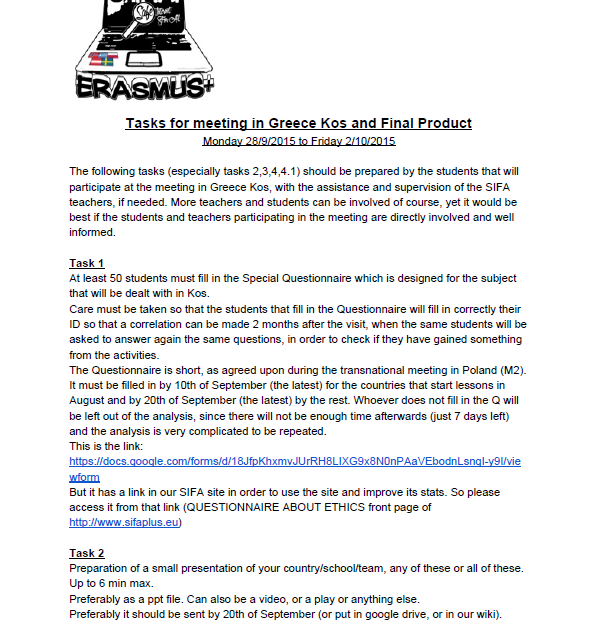 Safe
Internet
For All
ERASMUS+
Tasks for meeting in Greece Kos and Final Product
Monday 28/9/2015 to Friday 2/10/2015
The following tasks (especially tasks 2,3,4,4.1) should be prepared by the students that will
participate at the meeting in Greece Kos, with the assistance and supervision of the SIFA
teachers, if needed. More teachers and students can be involved of course, yet it would be
best if the students and teachers participating in the meeting are directly involved and well
informed.
Task 1
At least 50 students must fill in the Special Questionnaire which is designed for the subject
that will be dealt with in Kos.
Care must be taken so that the students that fill in the Questionnaire will fill in correctly their
ID so that a correlation can be made 2 months after the visit, when the same students will be
asked to answer again the same questions, in order to check if they have gained something
from the activities.
The Questionnaire is short, as agreed upon during the transnational meeting in Poland (M2).
It must be filled in by 10th of September (the latest) for the countries that start lessons in
August and by 20th of September (the latest) by the rest. Whoever does not fill in the Q will
be left out of the analysis, since there will not be enough time afterwards (just 7 days left)
and the analysis is very complicated to be repeated.
This is the link:
https://docs.google.com/forms/d/18JfpKhxmvJUrRH8LIXG9x8N0nPAaVEbodnLsngI-y9I/vie
wform
But it has a link in our SIFA site in order to use the site and improve its stats. So please
access it from that link (QUESTIONNAIRE ABOUT ETHICS front page of
http://www.sifaplus.eu)
Task 2
Preparation of a small presentation of your country/school/team, any of these or all of these.
Up to 6 min max.
Preferably as a ppt file. Can also be a video, or a play or anything else.
Preferably it should be sent by 20th of September (or put in google drive, or in our wiki).